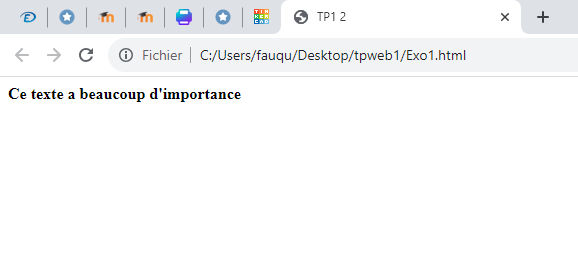 TP1 2
Fichier C:/Users/fauqu/Desktop/tpweb1/Exo1.html
Ce texte a beaucoup d'importance